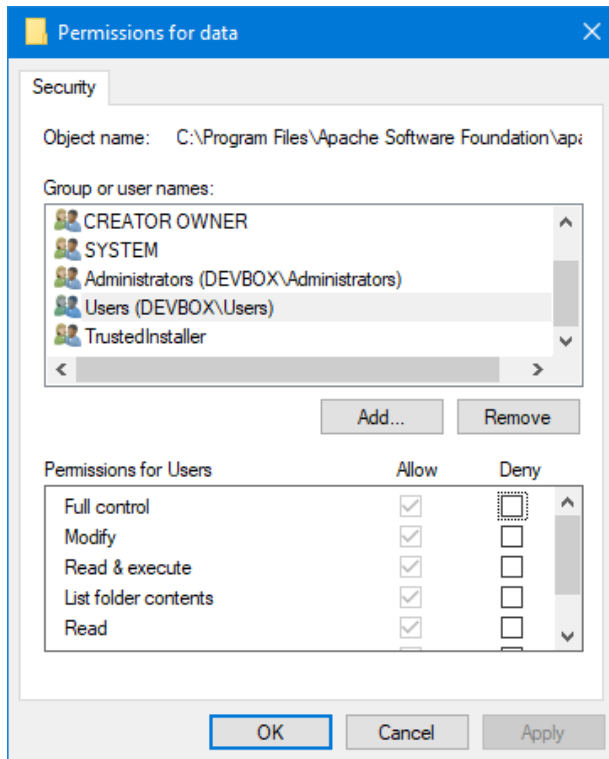 Permissions for data
Security
Object name: C:\Program Files\Apache Software Foundation\apa
Group or user names:
CREATOR OWNER
SYSTEM
Administrators (DEVBOX\Administrators)
Users (DEVBOX\Users)
TrustedInstaller
Add... Remove
Permissions for Users Allow Deny
Full control
Modify
Read & execute
List folder contents
Read
OK Cancel Apply